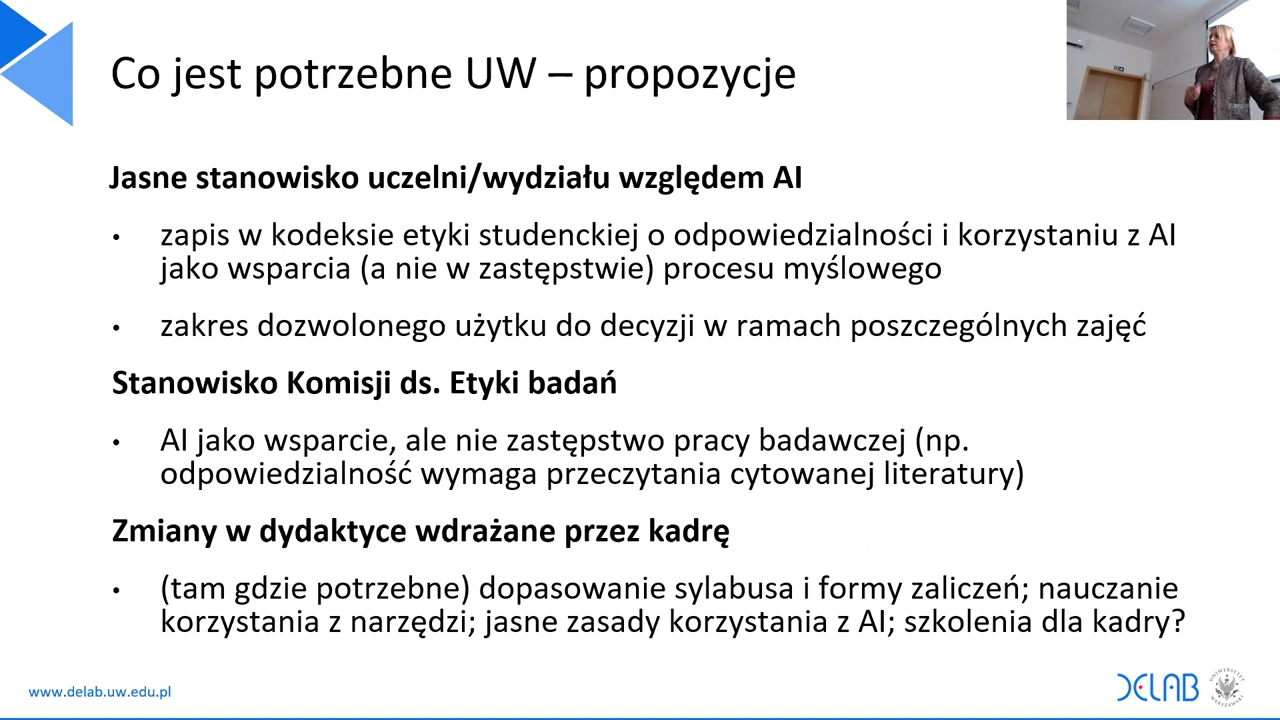 Co jest potrzebne UW – propozycje
Jasne stanowisko uczelni/wydziału względem AI
• zapis w kodeksie etyki studenckiej o odpowiedzialności i korzystaniu z AI
jako wsparcia (a nie w zastępstwie) procesu myślowego
• zakres dozwolonego użytku do decyzji w ramach poszczególnych zajęć
Stanowisko Komisji ds. Etyki badań
• AI jako wsparcie, ale nie zastępstwo pracy badawczej (np.
odpowiedzialność wymaga przeczytania cytowanej literatury)
Zmiany w dydaktyce wdrażane przez kadrę
• (tam gdzie potrzebne) dopasowanie sylabusa i formy zaliczeń; nauczanie
korzystania z narzędzi; jasne zasady korzystania z AI; szkolenia dla kadry?
www.delab.uw.edu.pl
DELAB
UNIWERSYTET
WARSZAWSKI